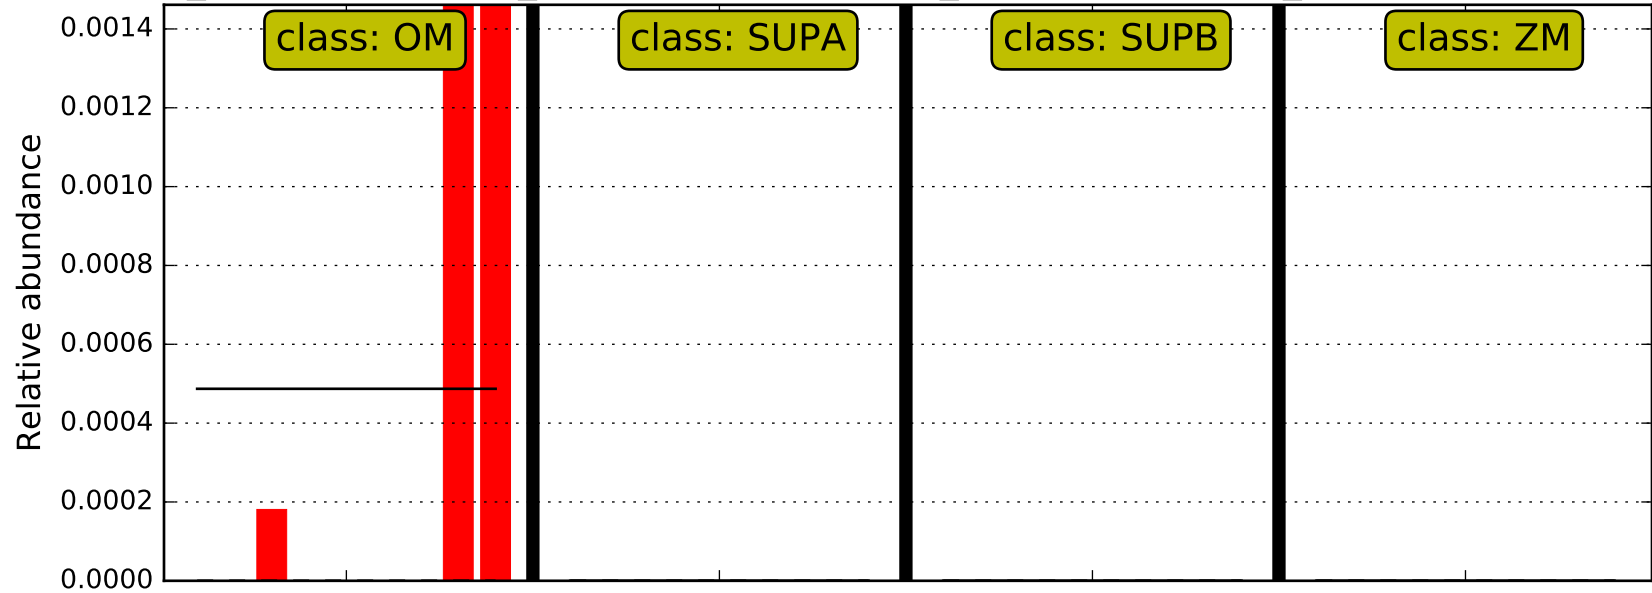 class: OM
class: SUPA
class: SUPB
class: ZM
Relative abundance
0.0014
0.0012
0.0010
0.0008
0.0006
0.0004
0.0002
0.0000